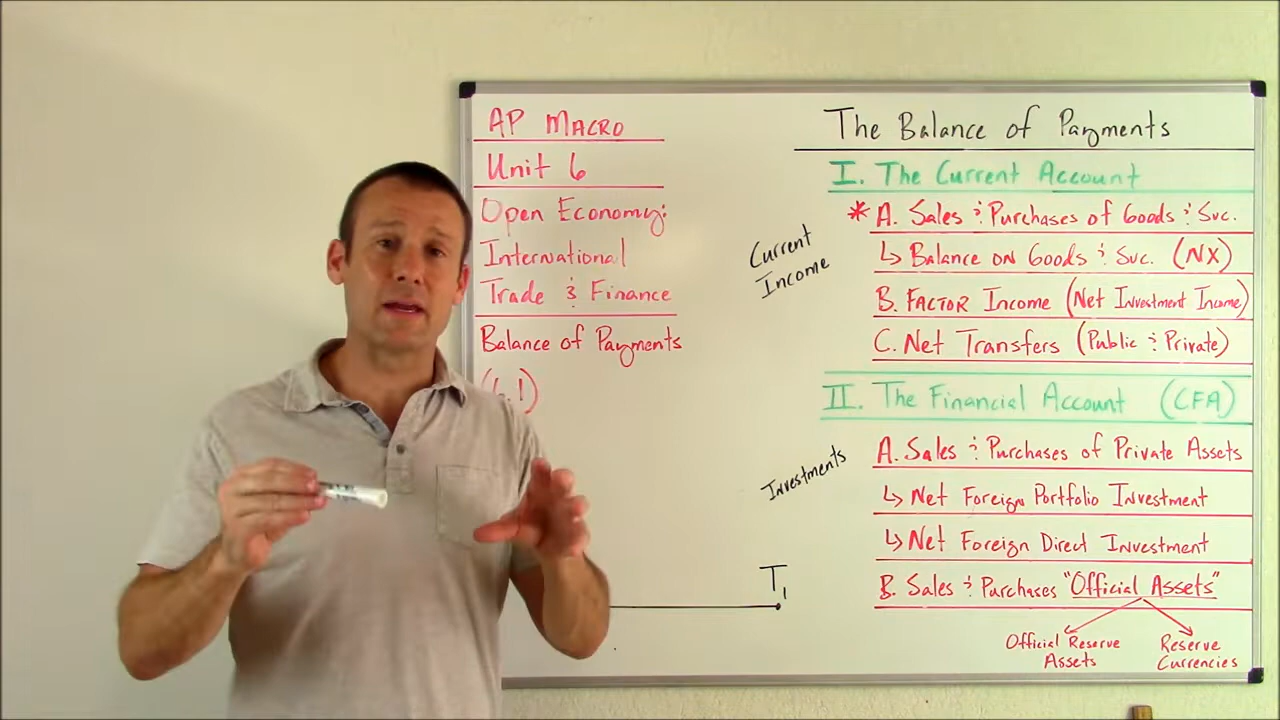 AP MACRO
Unit 6
Open Economy:
International
Trade & Finance
Balance of Payments
(6.1)
T1
The Balance of Payments
I. The Current Account
* A. Sales & Purchases of Goods & Svc.
↳ Balance on Goods & Svc. (NX)
B. FACTOR Income (Net Investment Income)
C. Net Transfers (Public & Private)
Current
Income
II. The Financial Account (CFA)
A. Sales & Purchases of Private Assets
↳ Net Foreign Portfolio Investment
↳ Net Foreign Direct Investment
B. Sales & Purchases "Official Assets"
Investments
Official Reserve
Assets
Reserve
Currencies